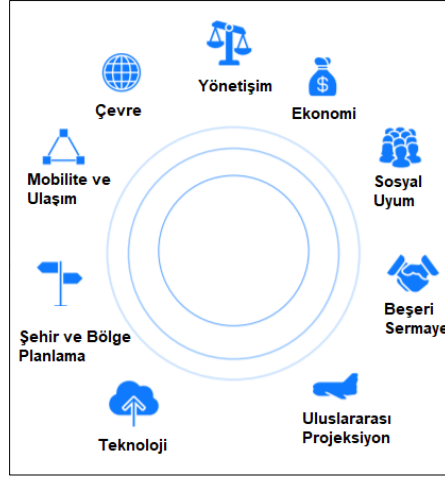 Yönetişim
Ekonomi
Sosyal
Uyum
Beşeri
Sermaye
Uluslararası
Projeksiyon
Teknoloji
Şehir ve Bölge
Planlama
Mobilite ve
Ulaşım
Çevre
$